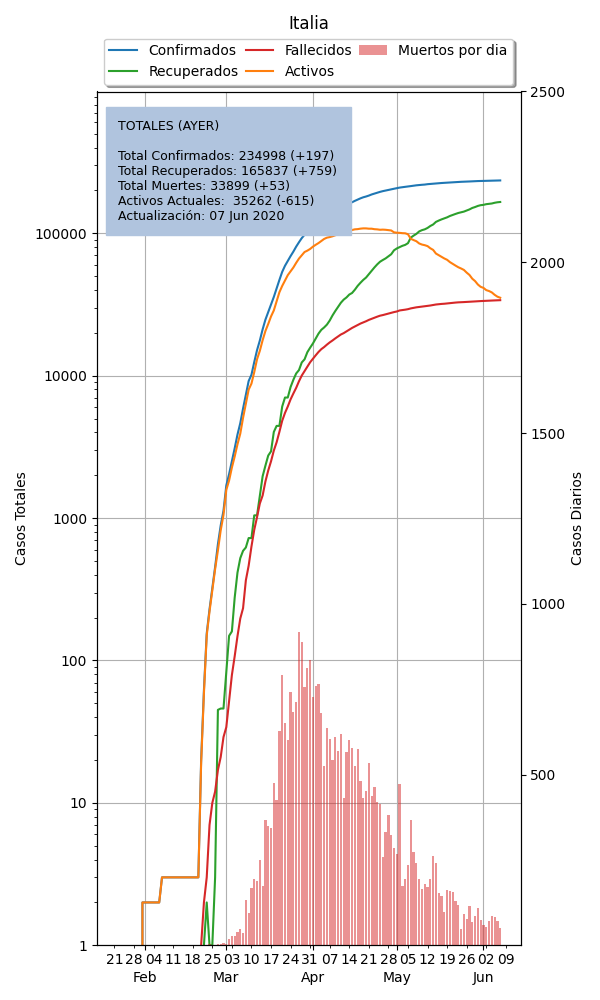 Italia
Confirmados Fallecidos Muertos por dia
Recuperados Activos
TOTALES (AYER)
Total Confirmados: 234998 (+197)
Total Recuperados: 165837 (+759)
Total Muertes: 33899 (+53)
Activos Actuales:  35262 (-615)
Actualización: 07 Jun 2020
Casos Totales
100000
10000
1000
100
10
1
2500
2000
1500
1000
500
Casos Diarios
21 28 04 11 18 25 03 10 17 24 31 07 14 21 28 05 12 19 26 02 09
Feb Mar Apr May Jun